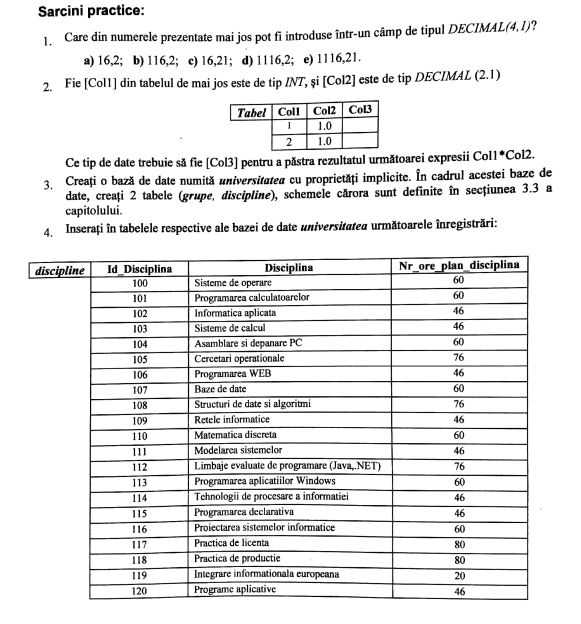 Sarcini practice:
1. Care din numerele prezentate mai jos pot fi introduse într-un câmp de tipul DECIMAL(4,1)?
a) 16,2; b) 116,2; c) 16,21; d) 1116,2; e) 1116,21.
2. Fie [Col1] din tabelul de mai jos este de tip INT, și [Col2] este de tip DECIMAL (2.1)
Tabel Col1 Col2 Col3
1 1.0
2 1.0
Ce tip de date trebuie să fie [Col3] pentru a păstra rezultatul următoarei expresii Col1*Col2.
3. Creați o bază de date numită universitatea cu proprietăți implicite. În cadrul acestei baze de
date, creați 2 tabele (grupe, discipline), schemele cărora sunt definite în secțiunea 3.3 a
capitolului.
4. Inserați în tabelele respective ale bazei de date universitatea următoarele înregistrări:
discipline Id_Disciplina Disciplina Nr_ore_plan_disciplina
100 Sisteme de operare 60
101 Programarea calculatoarelor 60
102 Informatica aplicata 46
103 Sisteme de calcul 46
104 Asamblare si depanare PC 60
105 Cercetari operationale 76
106 Programarea WEB 46
107 Baze de date 60
108 Structuri de date si algoritmi 76
109 Retele informatice 46
110 Matematica discreta 60
111 Modelarea sistemelor 46
112 Limbaje evaluate de programare (Java,.NET) 76
113 Programarea aplicatiilor Windows 60
114 Tehnologii de procesare a informatiei 46
115 Programarea declarativa 46
116 Proiectarea sistemelor informatice 60
117 Practica de licenta 80
118 Practica de productie 80
119 Integrare informationala europeana 20
120 Programe aplicative 46